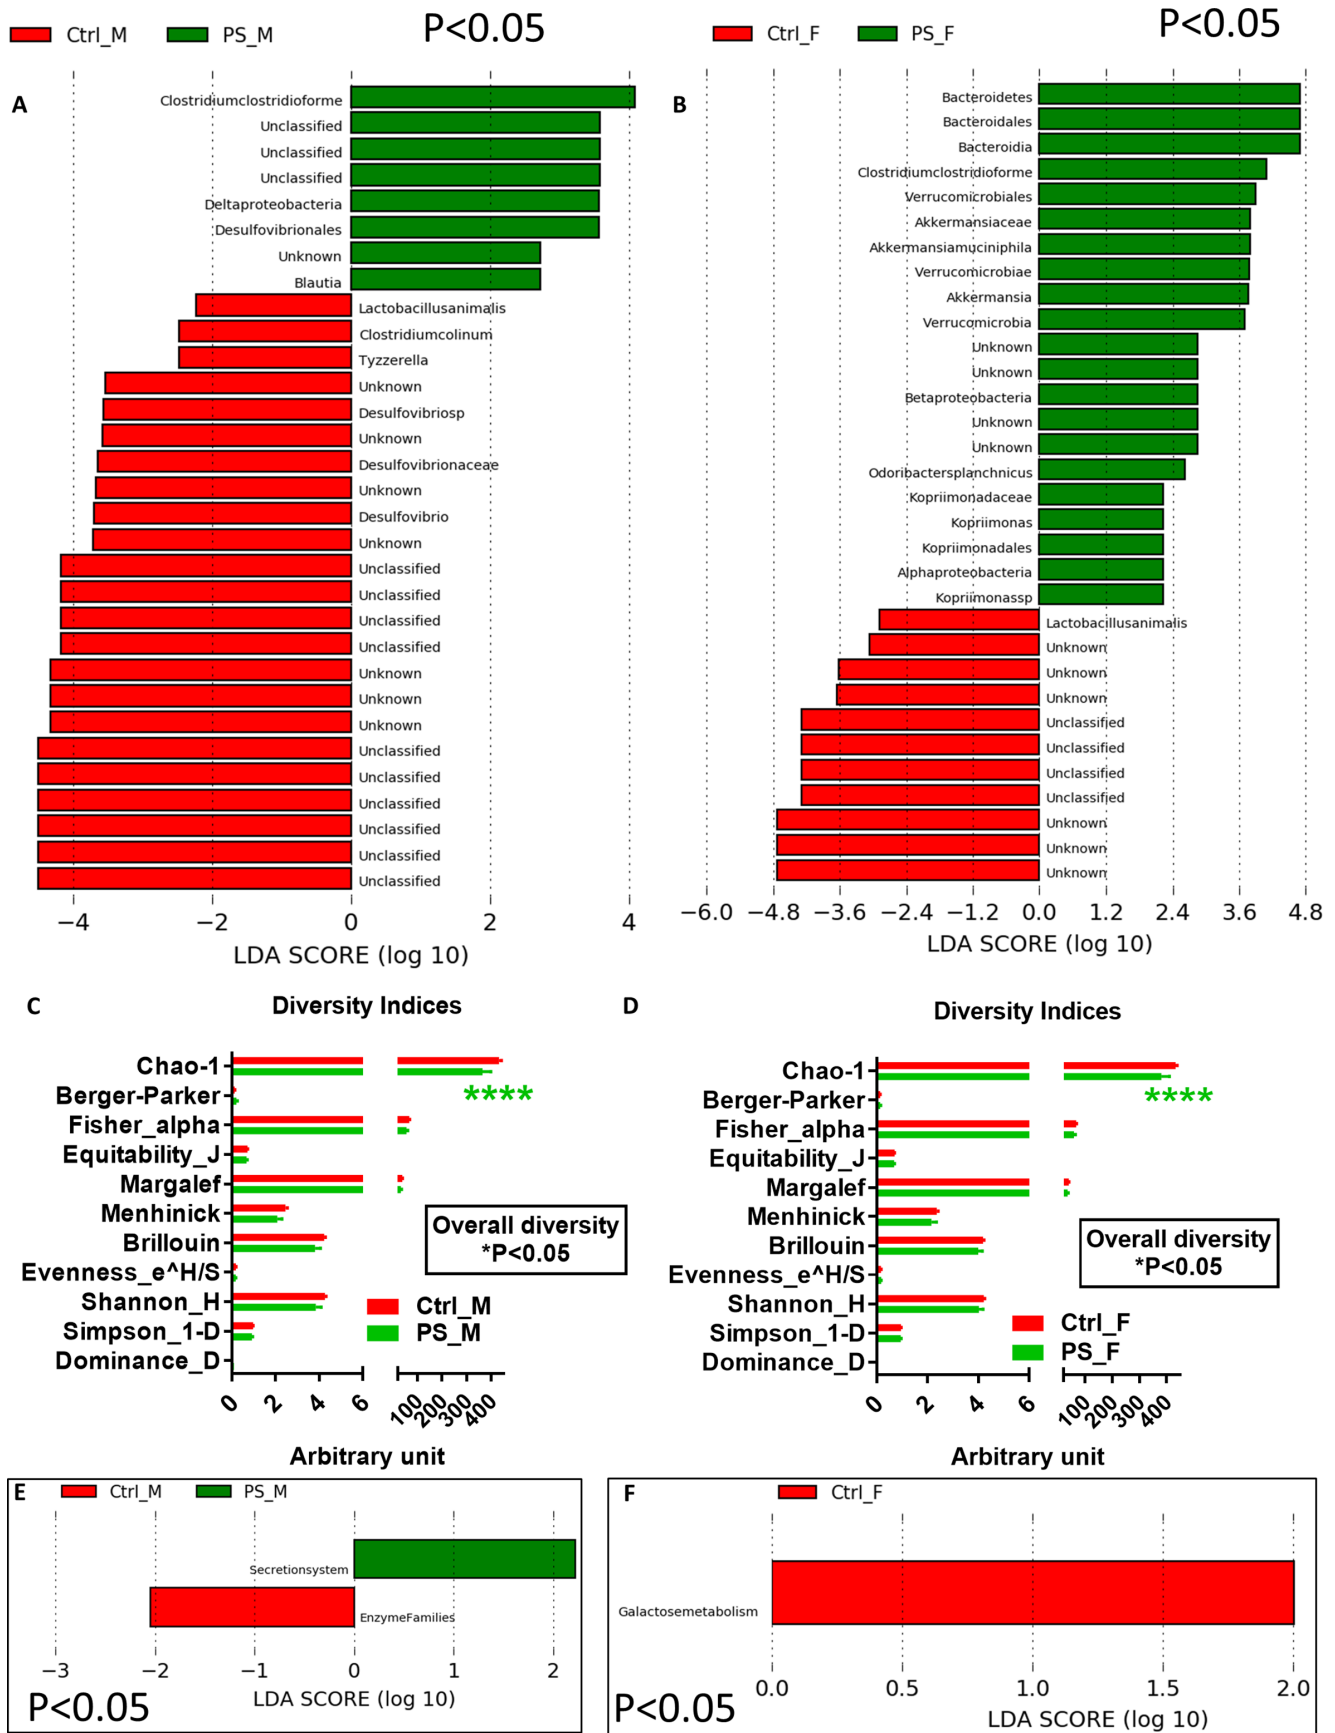 Ctrl_M PS_M P<0.05
A
Clostridiumclostridioforme
Unclassified
Unclassified
Unclassified
Deltaproteobacteria
Desulfovibrionales
Unknown
Blautia
Lactobacillusanimalis
Clostridiumcolinum
Tyzzerella
Unknown
Desulfovibriosp
Unknown
Desulfovibrionaceae
Unknown
Desulfovibrio
Unknown
Unclassified
Unclassified
Unclassified
Unclassified
Unknown
Unknown
Unknown
Unclassified
Unclassified
Unclassified
Unclassified
Unclassified
Unclassified
−4 −2 0 2 4
LDA SCORE (log 10)
Ctrl_F PS_F P<0.05
B
Bacteroidetes
Bacteroidales
Bacteroidia
Clostridiumclostridioforme
Verrucomicrobiales
Akkermansiaceae
Akkermansiamuciniphila
Verrucomicrobiae
Akkermansia
Verrucomicrobia
Unknown
Unknown
Betaproteobacteria
Unknown
Unknown
Odoribactersplanchnicus
Kopriimonadaceae
Kopriimonas
Kopriimonadales
Alphaproteobacteria
Kopriimonassp
Lactobacillusanimalis
Unknown
Unknown
Unknown
Unclassified
Unclassified
Unclassified
Unclassified
Unknown
Unknown
Unknown
−6.0 −4.8 −3.6 −2.4 −1.2 0.0 1.2 2.4 3.6 4.8
LDA SCORE (log 10)
C Diversity Indices
Chao-1
Berger-Parker ****
Fisher_alpha
Equitability_J
Margalef
Menhinick
Brillouin
Evenness_e^H/S
Shannon_H
Simpson_1-D
Dominance_D
Overall diversity
*P<0.05
Ctrl_M
PS_M
0 2 4 6 100 200 300 400
Arbitrary unit
D Diversity Indices
Chao-1
Berger-Parker ****
Fisher_alpha
Equitability_J
Margalef
Menhinick
Brillouin
Evenness_e^H/S
Shannon_H
Simpson_1-D
Dominance_D
Overall diversity
*P<0.05
Ctrl_F
PS_F
0 2 4 6 100 200 300 400
Arbitrary unit
E Ctrl_M PS_M
Secretionsystem
EnzymeFamilies
−3 −2 −1 0 1 2
LDA SCORE (log 10)
P<0.05
F Ctrl_F
Galactosemetabolism
0.0 0.5 1.0 1.5 2.0
LDA SCORE (log 10)
P<0.05